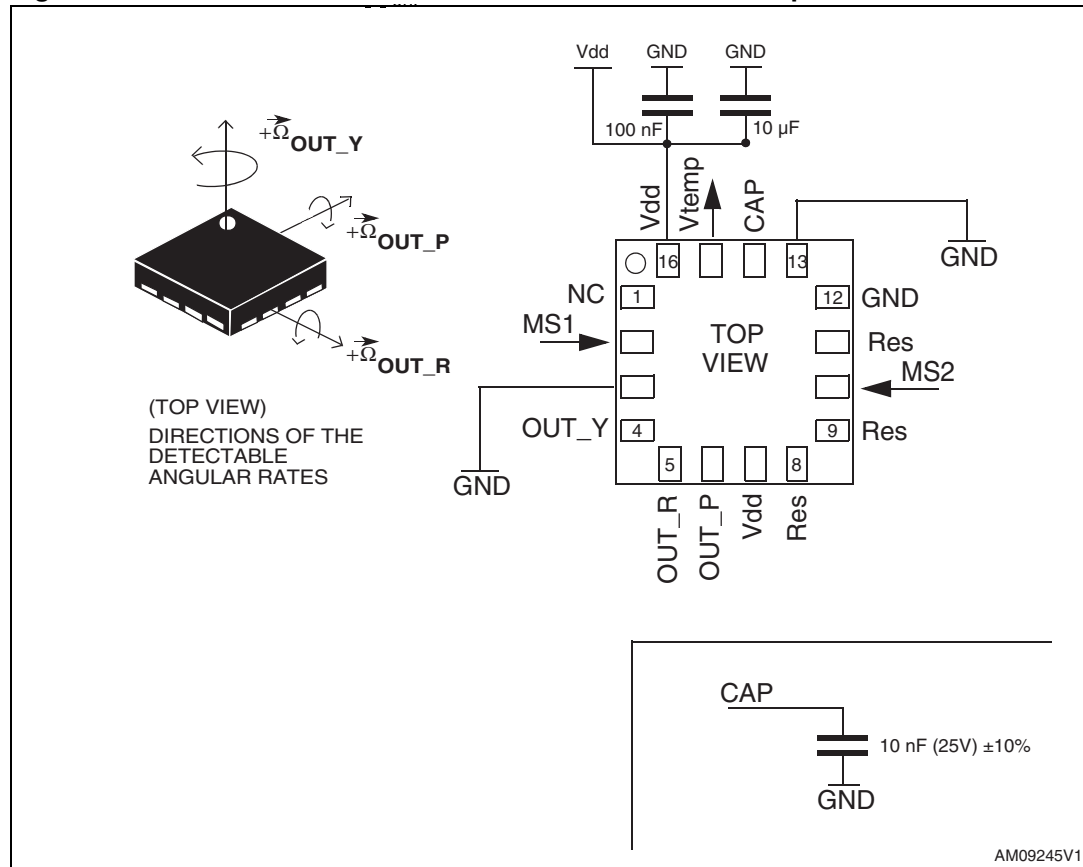 Vdd GND GND
100 nF 10 µF
+Ω OUT_Y
+Ω OUT_P
+Ω OUT_R
(TOP VIEW)
DIRECTIONS OF THE
DETECTABLE
ANGULAR RATES
Vdd
Vtemp
CAP
GND
16 13
NC 1 12 GND
MS1 Res
MS2
OUT_Y 4 9 Res
TOP
VIEW
5 8
GND
OUT_R
OUT_P
Vdd
Res
CAP
10 nF (25V) ±10%
GND
AM09245V1